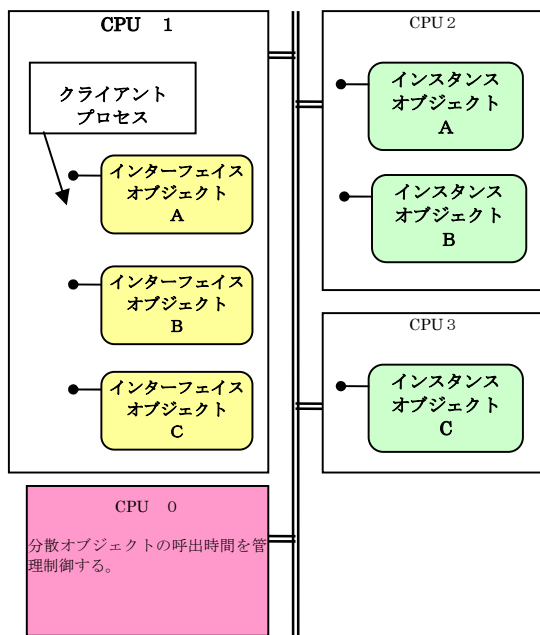 CPU　1
クライアント
プロセス
インターフェイス
オブジェクト
A
インターフェイス
オブジェクト
B
インターフェイス
オブジェクト
C
CPU　0
分散オブジェクトの呼出時間を管
理制御する。
CPU２
インスタンス
オブジェクト
A
インスタンス
オブジェクト
B
CPU３
インスタンス
オブジェクト
C